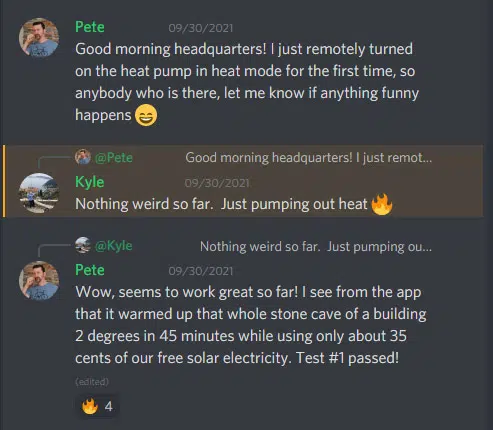 Pete 09/30/2021
Good morning headquarters! I just remotely turned
on the heat pump in heat mode for the first time, so
anybody who is there, let me know if anything funny
happens 😄
@Pete Good morning headquarters! I just remot...
Kyle 09/30/2021
Nothing weird so far. Just pumping out heat 🔥
@Kyle Nothing weird so far. Just pumping ou...
Pete 09/30/2021
Wow, seems to work great so far! I see from the app
that it warmed up that whole stone cave of a building
2 degrees in 45 minutes while using only about 35
cents of our free solar electricity. Test #1 passed!
(edited)
🔥 4